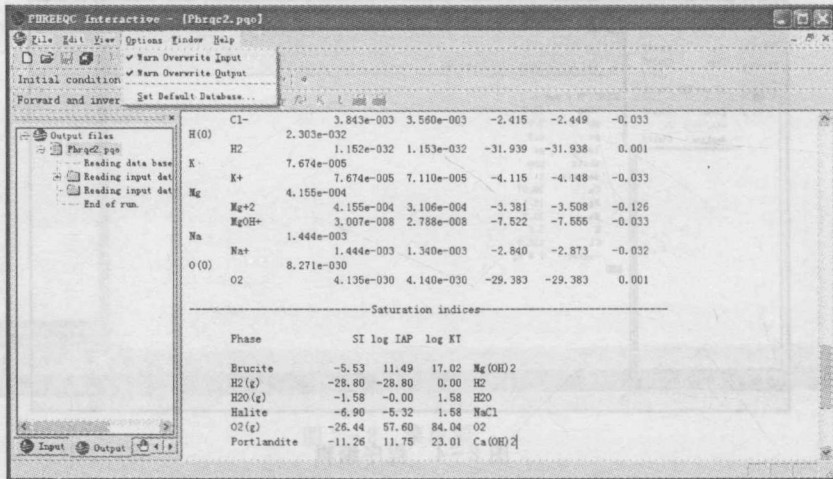 PHREEQC Interactive - [Phrqc2.pqo]
File Edit View Options Window Help
✓ Warn Overwrite Input
✓ Warn Overwrite Output
Set Default Database...
Initial condition
Forward and inver
Output files
Phrqc2.pqo
Reading data base
Reading input dat
Reading input dat
End of run.
Input Output
Cl- 3.843e-003 3.560e-003 -2.415 -2.449 -0.033
H(0) 2.303e-032
H2 1.152e-032 1.153e-032 -31.939 -31.938 0.001
K 7.674e-005
K+ 7.674e-005 7.110e-005 -4.115 -4.148 -0.033
Mg 4.155e-004
Mg+2 4.155e-004 3.106e-004 -3.381 -3.508 -0.126
MgOH+ 3.007e-008 2.788e-008 -7.522 -7.555 -0.033
Na 1.444e-003
Na+ 1.444e-003 1.340e-003 -2.840 -2.873 -0.032
O(0) 8.271e-030
O2 4.135e-030 4.140e-030 -29.383 -29.383 0.001
Saturation indices
Phase SI log IAP log KT
Brucite -5.53 11.49 17.02 Mg(OH)2
H2(g) -28.80 -28.80 0.00 H2
H2O(g) -1.58 -0.00 1.58 H2O
Halite -6.90 -5.32 1.58 NaCl
O2(g) -26.44 57.60 84.04 O2
Portlandite -11.26 11.75 23.01 Ca(OH)2